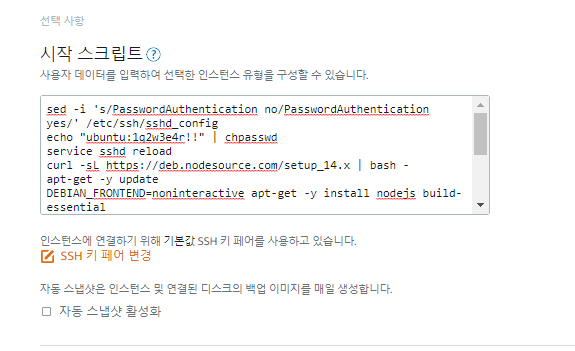 선택 사항
시작 스크립트 ?
사용자 데이터를 입력하여 선택한 인스턴스 유형을 구성할 수 있습니다.
sed -i 's/PasswordAuthentication no/PasswordAuthentication
yes/' /etc/ssh/sshd_config
echo "ubuntu:1q2w3e4r!!" | chpasswd
service sshd reload
curl -sL https://deb.nodesource.com/setup_14.x | bash -
apt-get -y update
DEBIAN_FRONTEND=noninteractive apt-get -y install nodejs build-
essential
인스턴스에 연결하기 위해 기본값 SSH 키 페어를 사용하고 있습니다.
SSH 키 페어 변경
자동 스냅샷은 인스턴스 및 연결된 디스크의 백업 이미지를 매일 생성합니다.
자동 스냅샷 활성화